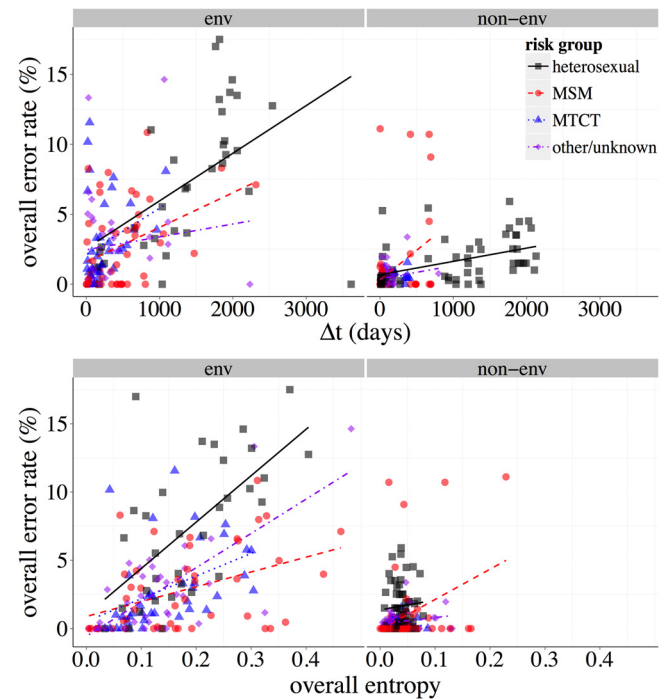 env non-env
overall error rate (%)
15
10
5
0
risk group
heterosexual
MSM
MTCT
other/unknown
0 1000 2000 3000 0 1000 2000 3000
Δt (days)
env non-env
overall error rate (%)
15
10
5
0
0.0 0.1 0.2 0.3 0.4 0.0 0.1 0.2 0.3 0.4
overall entropy